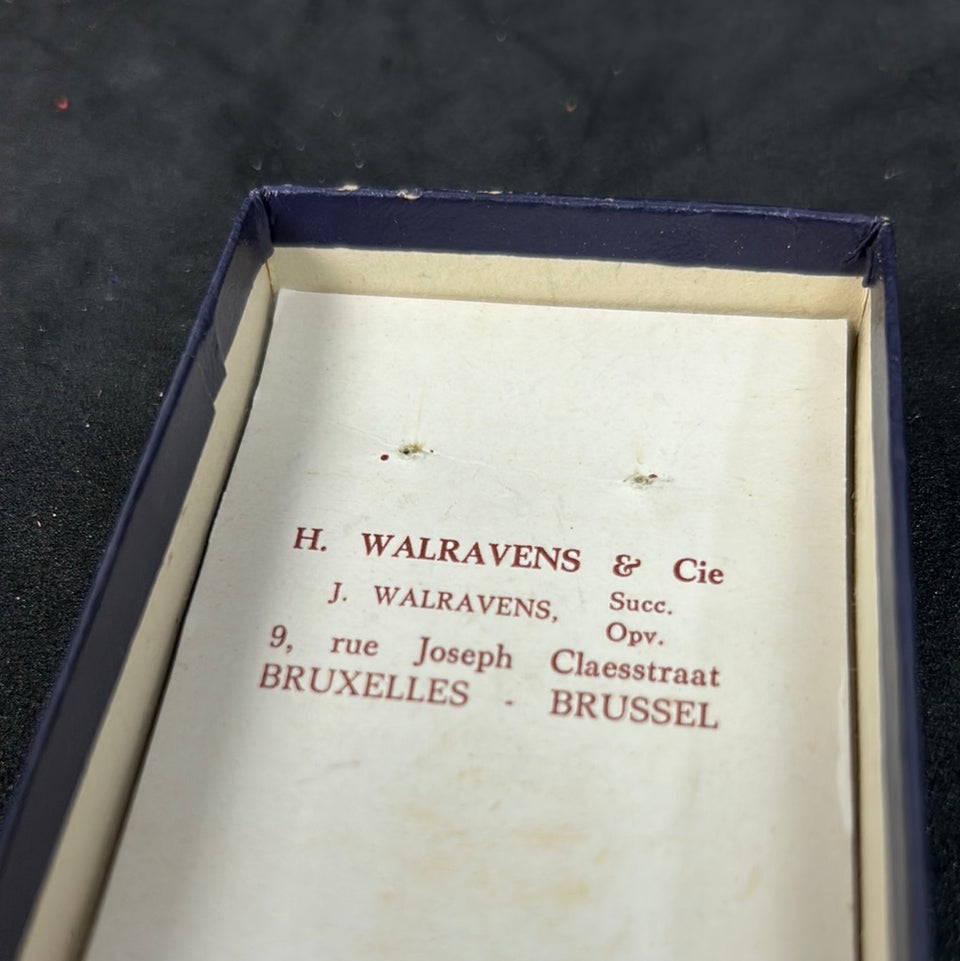 H. WALRAVENS & Cie
J. WALRAVENS, Succ.
Opv.
9, rue Joseph Claesstraat
BRUXELLES - BRUSSEL